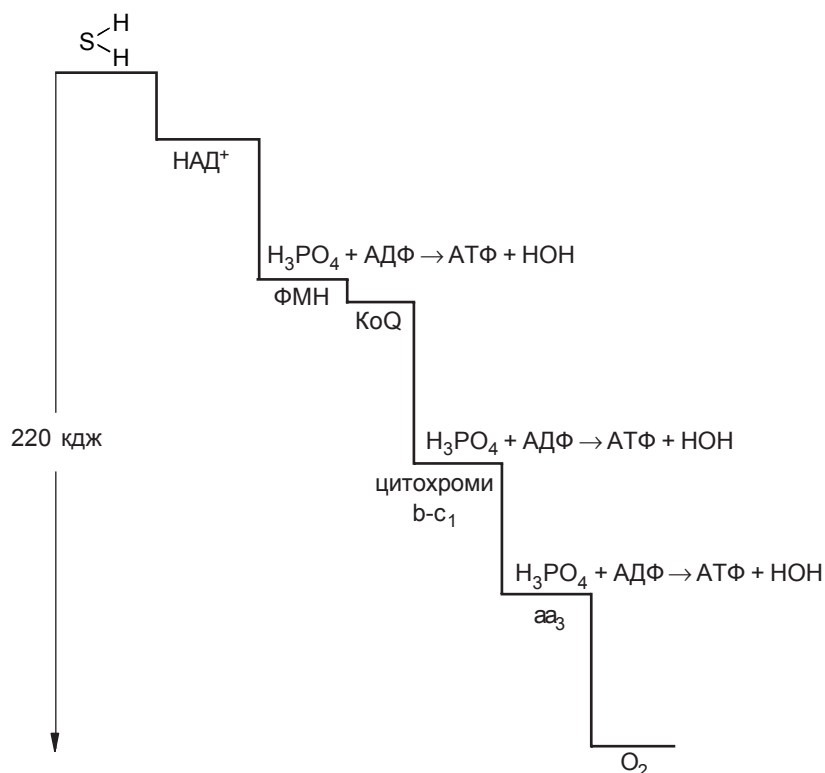 H
S
H
НАД⁺
H₃PO₄ + АДФ → АТФ + НОН
ФМН
КоQ
220 кдж
H₃PO₄ + АДФ → АТФ + НОН
цитохроми
b-c₁
H₃PO₄ + АДФ → АТФ + НОН
aa₃
O₂